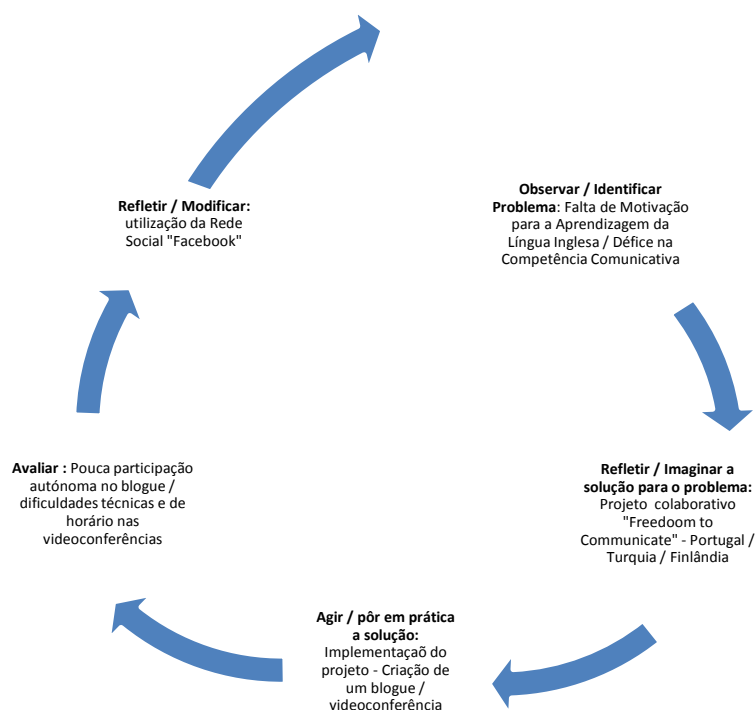 Observar / Identificar
Problema: Falta de Motivação
para a Aprendizagem da
Língua Inglesa / Défice na
Competência Comunicativa
Refletir / Imaginar a
solução para o problema:
Projeto colaborativo
"Freedoom to
Communicate" - Portugal /
Turquia / Finlândia
Agir / pôr em prática
a solução:
Implementaçaõ do
projeto - Criação de
um blogue /
videoconferência
Avaliar : Pouca participação
autónoma no blogue /
dificuldades técnicas e de
horário nas
videoconferências
Refletir / Modificar:
utilização da Rede
Social "Facebook"